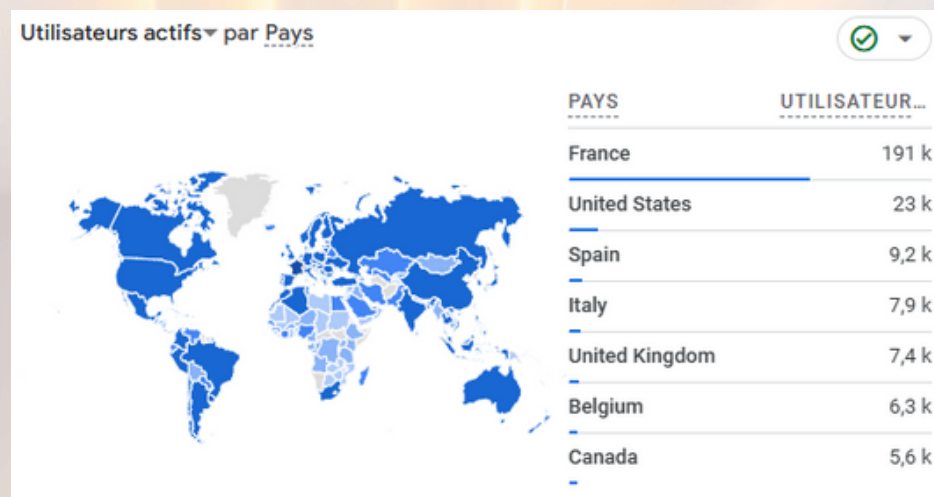 Utilisateurs actifs par Pays
PAYS UTILISATEUR...
France 191 k
United States 23 k
Spain 9,2 k
Italy 7,9 k
United Kingdom 7,4 k
Belgium 6,3 k
Canada 5,6 k